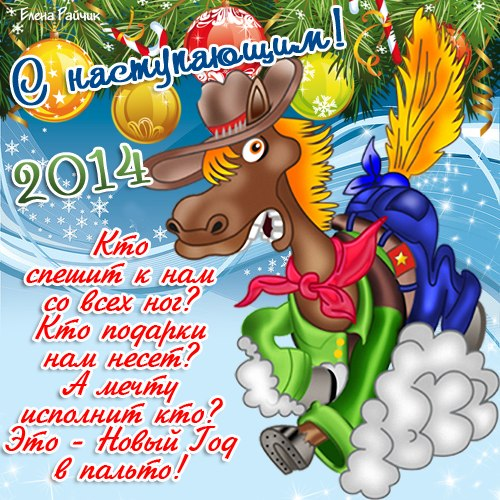 Елена Райчик
С наступающим!
2014
Кто
спешит к нам
со всех ног?
Кто подарки
нам несет?
А мечту
исполнит кто?
Это - Новый Год
в пальто!